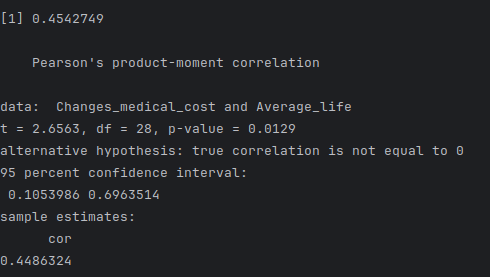 [1] 0.4542749
Pearson's product-moment correlation
data:  Changes_medical_cost and Average_life
t = 2.6563, df = 28, p-value = 0.0129
alternative hypothesis: true correlation is not equal to 0
95 percent confidence interval:
0.1053986 0.6963514
sample estimates:
cor
0.4486324